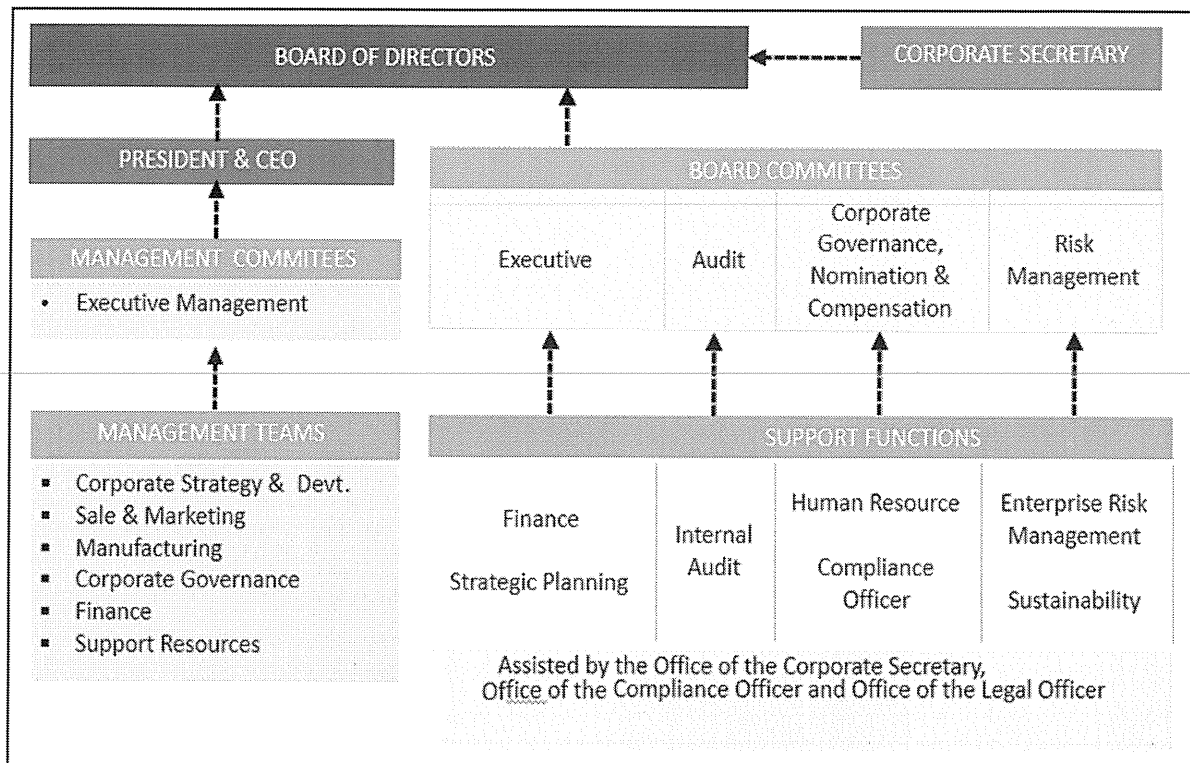 BOARD OF DIRECTORS
CORPORATE SECRETARY
PRESIDENT & CEO
MANAGEMENT COMMITEES
• Executive Management
BOARD COMMITTEES
Executive
Audit
Corporate
Governance,
Nomination &
Compensation
Risk
Management
MANAGEMENT TEAMS
▪ Corporate Strategy & Devt.
▪ Sale & Marketing
▪ Manufacturing
▪ Corporate Governance
▪ Finance
▪ Support Resources
SUPPORT FUNCTIONS
Finance
Strategic Planning
Internal
Audit
Human Resource
Compliance
Officer
Enterprise Risk
Management
Sustainability
Assisted by the Office of the Corporate Secretary,
Office of the Compliance Officer and Office of the Legal Officer